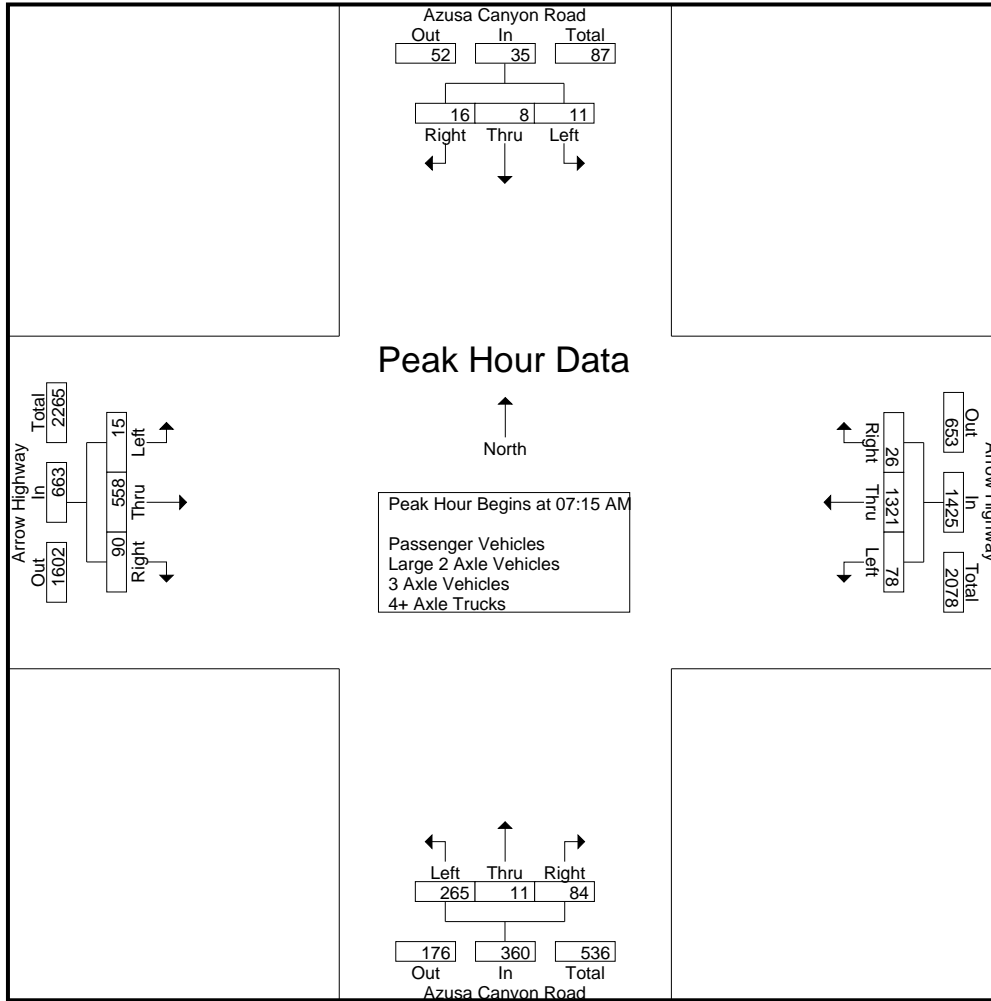 Azusa Canyon Road
Out In Total
52 35 87
16 8 11
Right Thru Left
Peak Hour Data
North
Peak Hour Begins at 07:15 AM
Passenger Vehicles
Large 2 Axle Vehicles
3 Axle Vehicles
4+ Axle Trucks
Arrow Highway
Total In Out
2265 663 1602
15 558 90
Left Thru Right
Arrow Highway
Out In Total
653 1425 2078
26 1321 78
Right Thru Left
Left Thru Right
265 11 84
176 360 536
Out In Total
Azusa Canyon Road